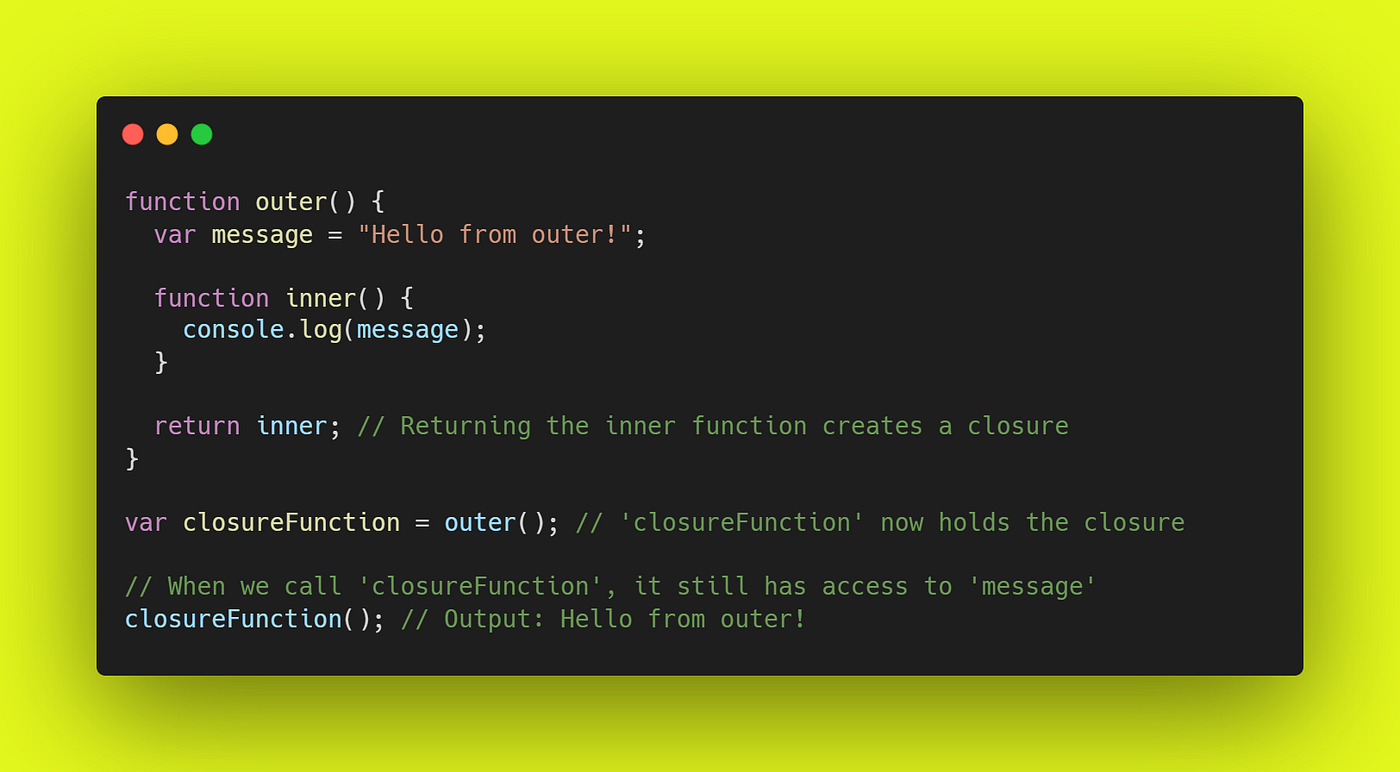 function outer() {
  var message = "Hello from outer!";

  function inner() {
    console.log(message);
  }

  return inner; // Returning the inner function creates a closure
}

var closureFunction = outer(); // 'closureFunction' now holds the closure

// When we call 'closureFunction', it still has access to 'message'
closureFunction(); // Output: Hello from outer!